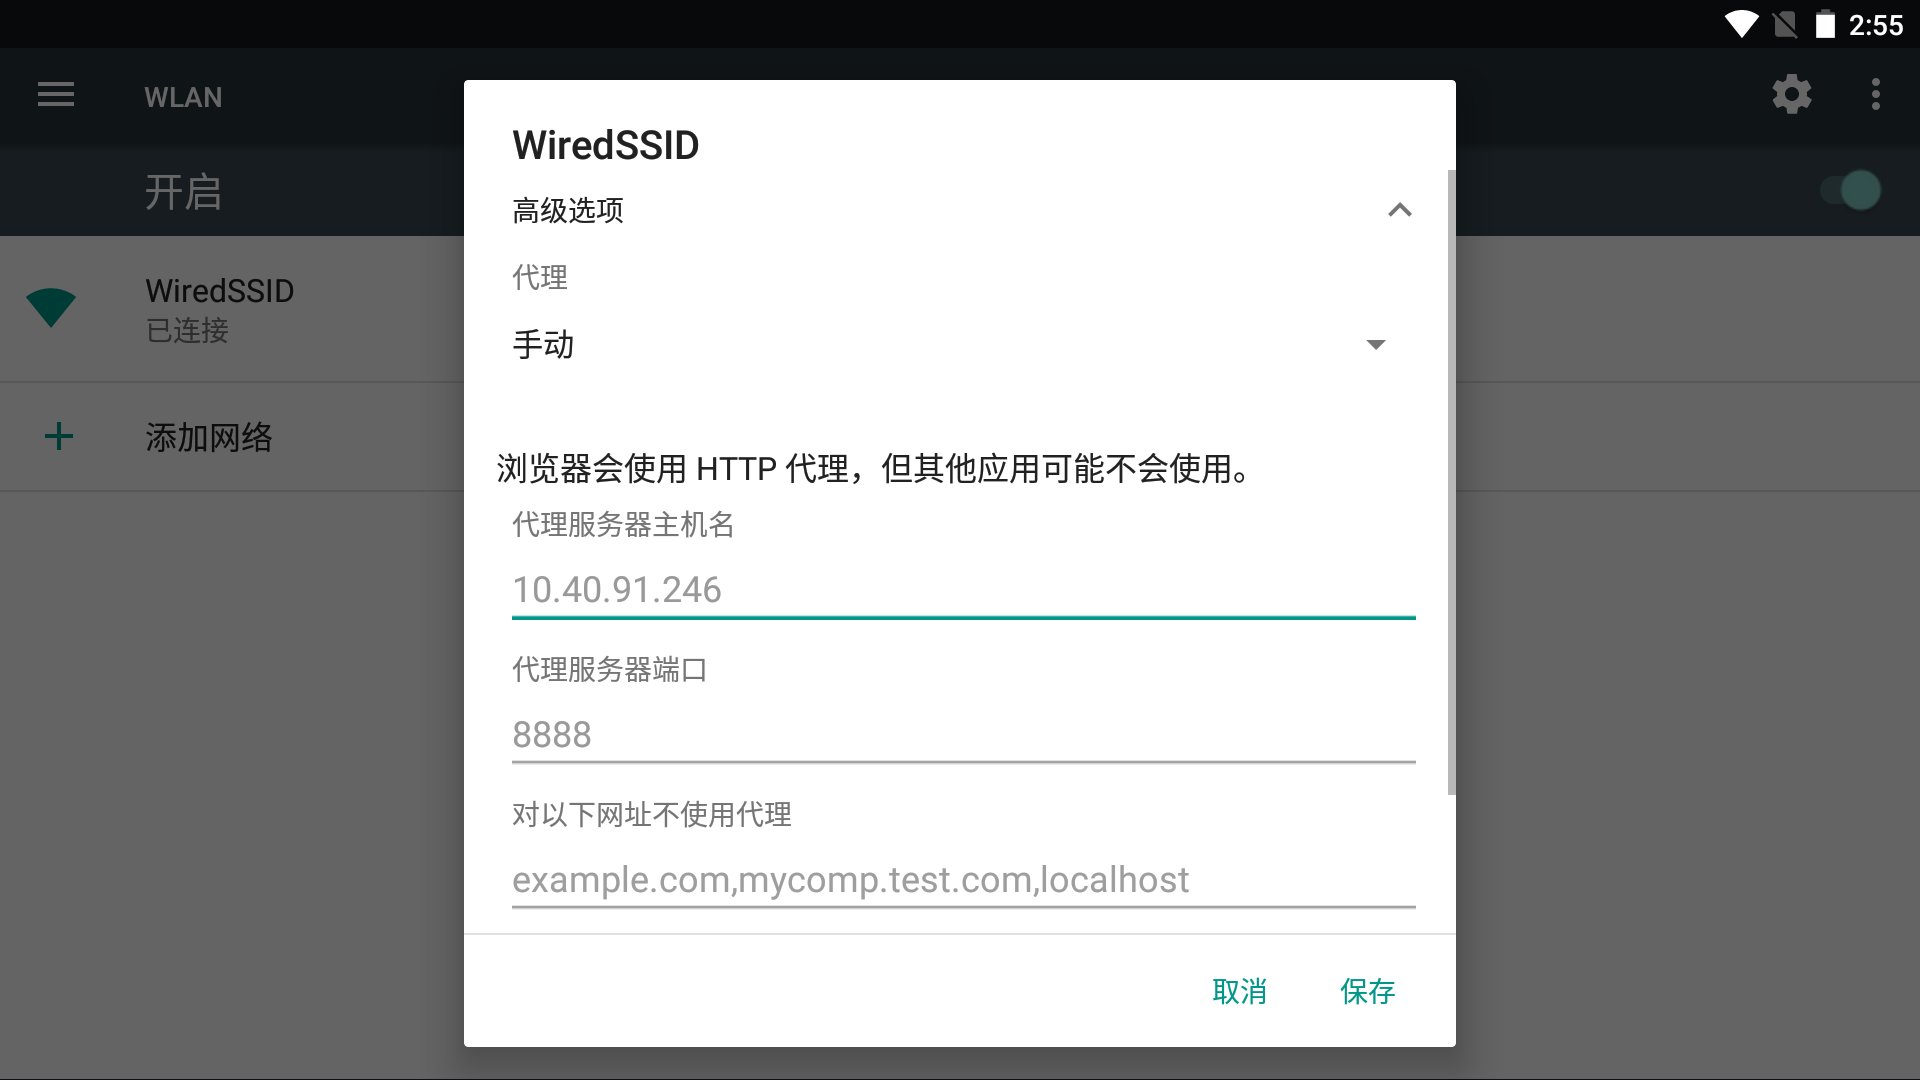 2:55
WLAN
开启
WiredSSID
已连接
添加网络
WiredSSID
高级选项
代理
手动
浏览器会使用 HTTP 代理，但其他应用可能不会使用。
代理服务器主机名
10.40.91.246
代理服务器端口
8888
对以下网址不使用代理
example.com,mycomp.test.com,localhost
取消
保存